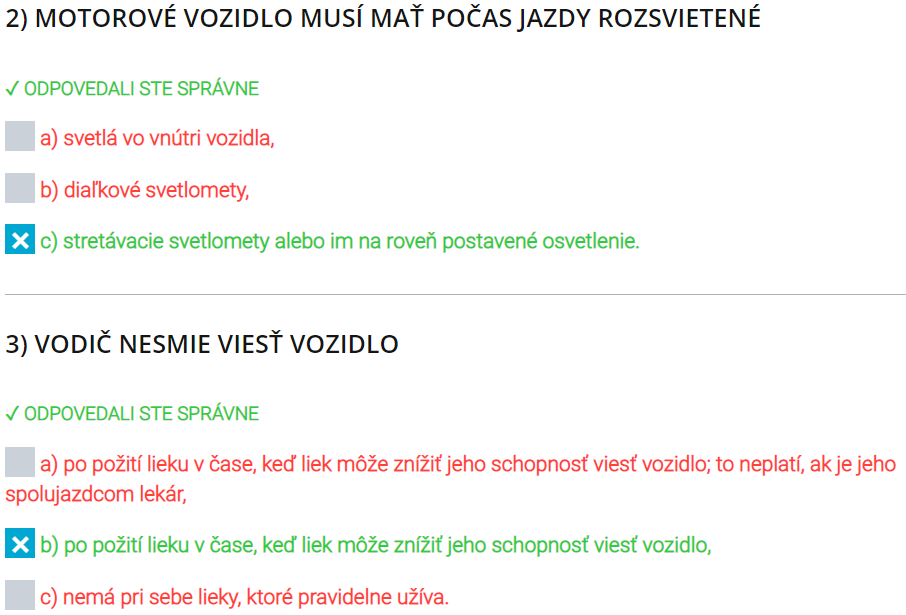 2) MOTOROVÉ VOZIDLO MUSÍ MAŤ POČAS JAZDY ROZSVIETENÉ
✓ ODPOVEDALI STE SPRÁVNE
a) svetlá vo vnútri vozidla,
b) diaľkové svetlomety,
c) stretávacie svetlomety alebo im na roveň postavené osvetlenie.
3) VODIČ NESMIE VIESŤ VOZIDLO
✓ ODPOVEDALI STE SPRÁVNE
a) po požití lieku v čase, keď liek môže znížiť jeho schopnosť viesť vozidlo; to neplatí, ak je jeho
spolujazdcom lekár,
b) po požití lieku v čase, keď liek môže znížiť jeho schopnosť viesť vozidlo,
c) nemá pri sebe lieky, ktoré pravidelne užíva.